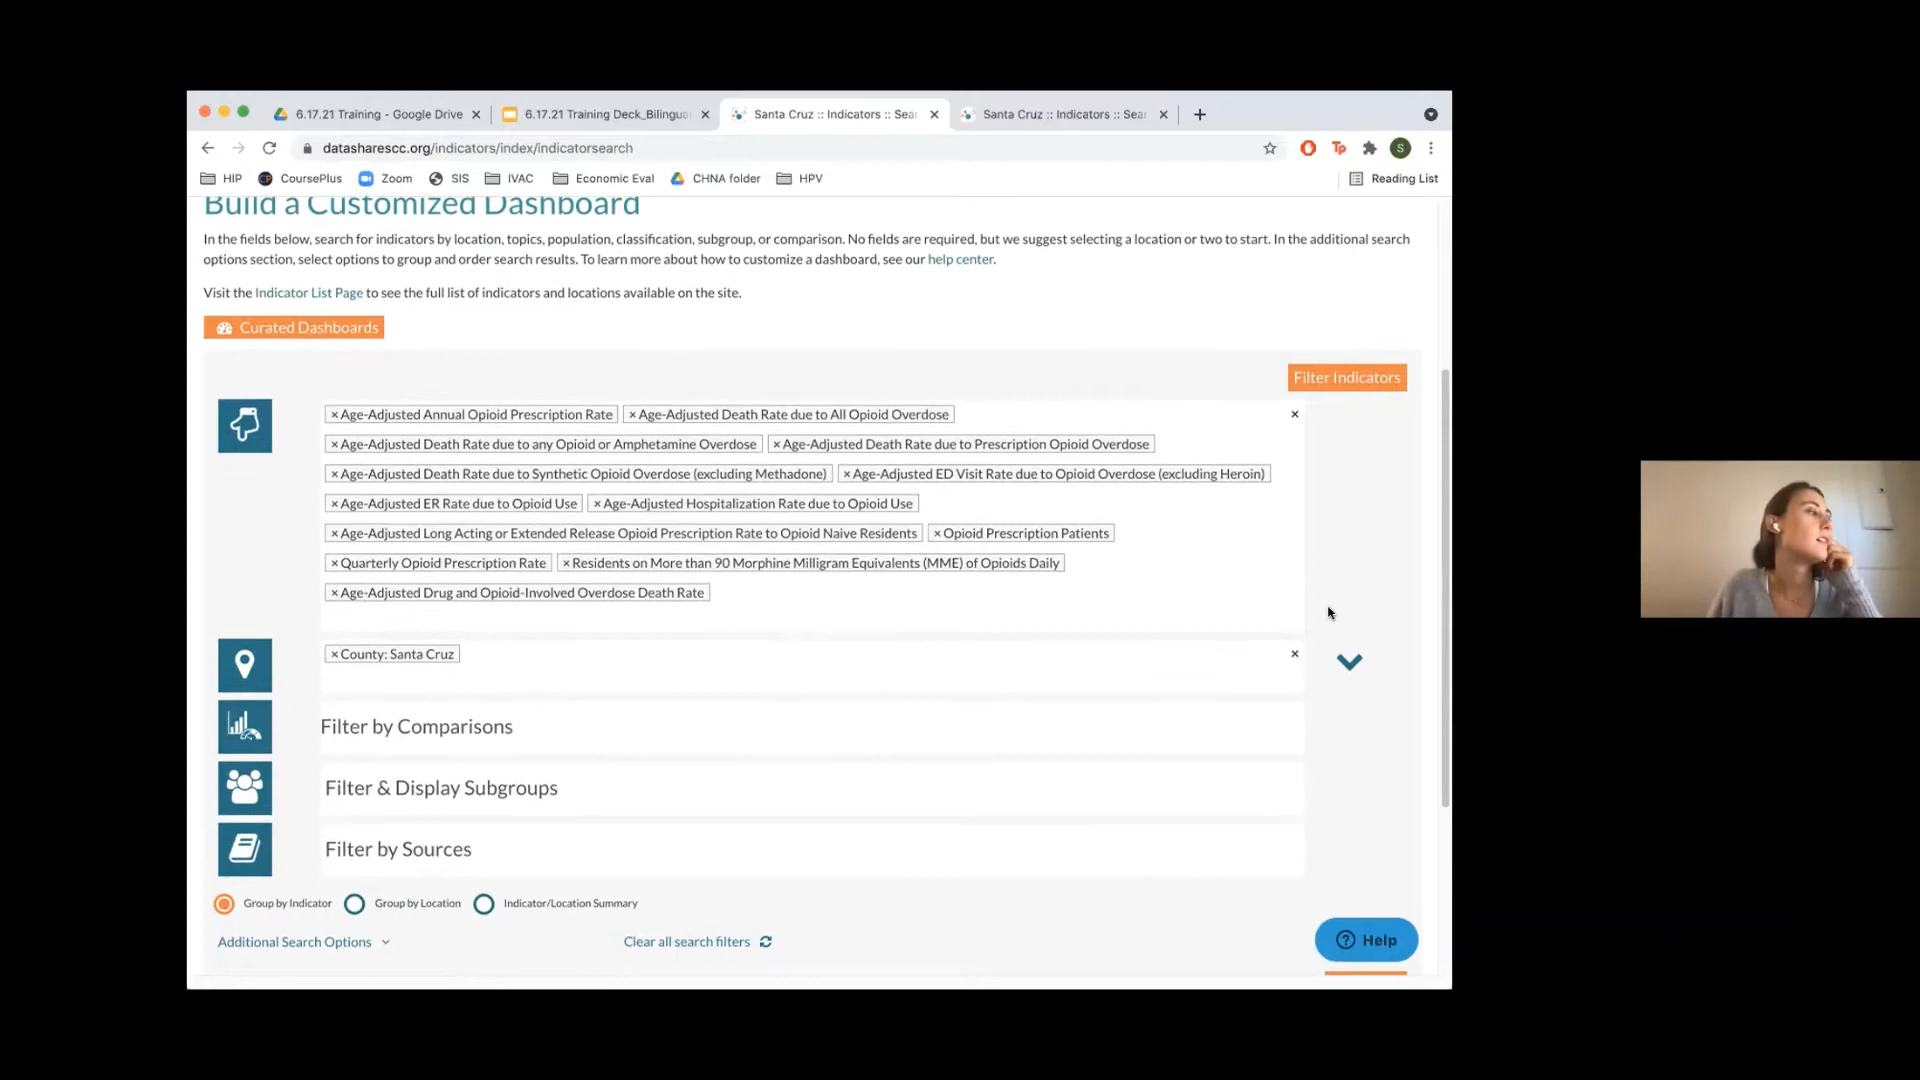 6.17.21 Training - Google Drive
6.17.21 Training Deck_Bilingua
Santa Cruz :: Indicators :: Sear
Santa Cruz :: Indicators :: Sear
datasharescc.org/indicators/index/indicatorsearch
S
HIP CoursePlus Zoom SIS IVAC Economic Eval CHNA folder HPV Reading List
Build a Customized Dashboard
In the fields below, search for indicators by location, topics, population, classification, subgroup, or comparison. No fields are required, but we suggest selecting a location or two to start. In the additional search
options section, select options to group and order search results. To learn more about how to customize a dashboard, see our help center.
Visit the Indicator List Page to see the full list of indicators and locations available on the site.
Curated Dashboards
Filter Indicators
×Age-Adjusted Annual Opioid Prescription Rate ×Age-Adjusted Death Rate due to All Opioid Overdose
×Age-Adjusted Death Rate due to any Opioid or Amphetamine Overdose ×Age-Adjusted Death Rate due to Prescription Opioid Overdose
×Age-Adjusted Death Rate due to Synthetic Opioid Overdose (excluding Methadone) ×Age-Adjusted ED Visit Rate due to Opioid Overdose (excluding Heroin)
×Age-Adjusted ER Rate due to Opioid Use ×Age-Adjusted Hospitalization Rate due to Opioid Use
×Age-Adjusted Long Acting or Extended Release Opioid Prescription Rate to Opioid Naive Residents ×Opioid Prescription Patients
×Quarterly Opioid Prescription Rate ×Residents on More than 90 Morphine Milligram Equivalents (MME) of Opioids Daily
×Age-Adjusted Drug and Opioid-Involved Overdose Death Rate
×County: Santa Cruz
Filter by Comparisons
Filter & Display Subgroups
Filter by Sources
Group by Indicator Group by Location Indicator/Location Summary
Additional Search Options Clear all search filters
Help